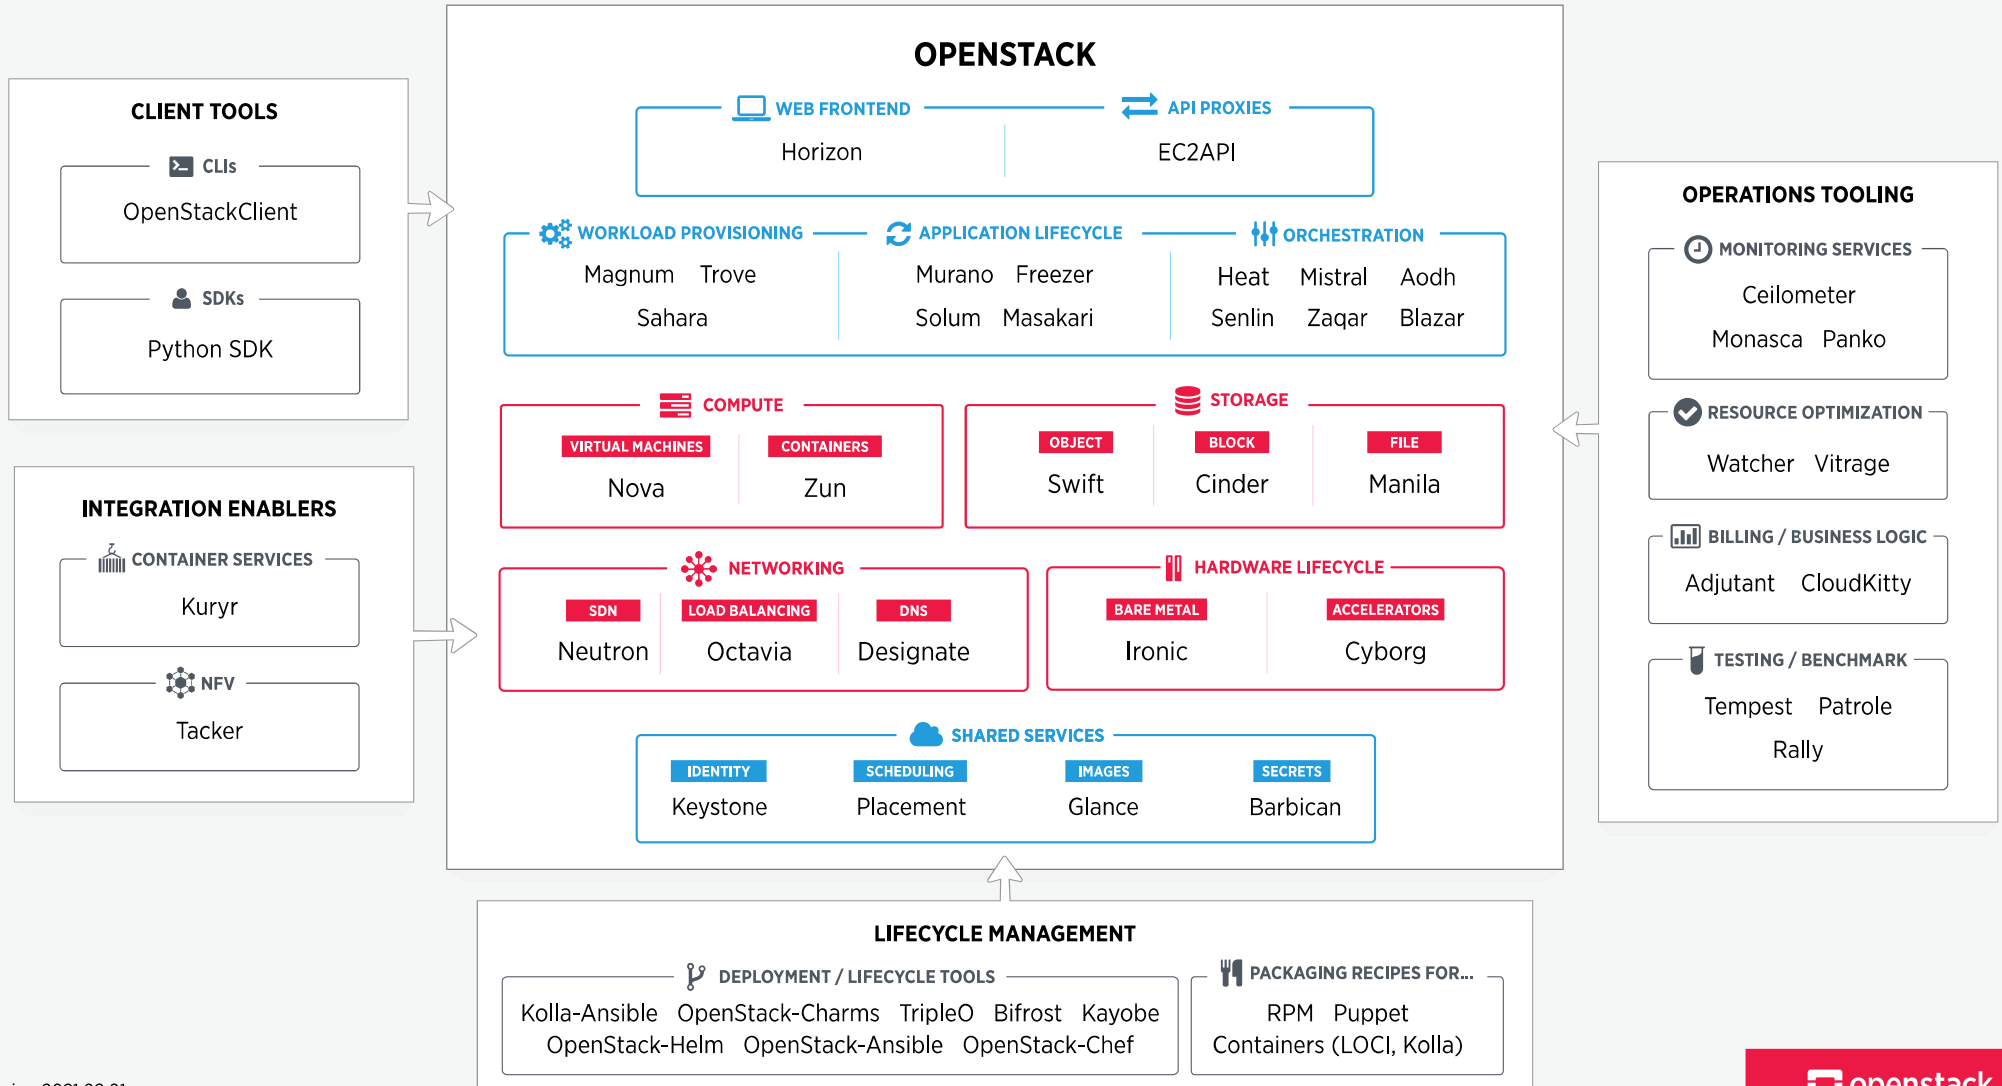 OPENSTACK
WEB FRONTEND
API PROXIES
Horizon
EC2API
WORKLOAD PROVISIONING
APPLICATION LIFECYCLE
ORCHESTRATION
Magnum Trove
Sahara
Murano Freezer
Solum Masakari
Heat Mistral Aodh
Senlin Zaqar Blazar
COMPUTE
VIRTUAL MACHINES
Nova
CONTAINERS
Zun
STORAGE
OBJECT
Swift
BLOCK
Cinder
FILE
Manila
NETWORKING
SDN
Neutron
LOAD BALANCING
Octavia
DNS
Designate
HARDWARE LIFECYCLE
BARE METAL
Ironic
ACCELERATORS
Cyborg
SHARED SERVICES
IDENTITY
Keystone
SCHEDULING
Placement
IMAGES
Glance
SECRETS
Barbican
CLIENT TOOLS
CLIs
OpenStackClient
SDKs
Python SDK
INTEGRATION ENABLERS
CONTAINER SERVICES
Kuryr
NFV
Tacker
OPERATIONS TOOLING
MONITORING SERVICES
Ceilometer
Monasca Panko
RESOURCE OPTIMIZATION
Watcher Vitrage
BILLING / BUSINESS LOGIC
Adjutant CloudKitty
TESTING / BENCHMARK
Tempest Patrole
Rally
LIFECYCLE MANAGEMENT
DEPLOYMENT / LIFECYCLE TOOLS
Kolla-Ansible OpenStack-Charms TripleO Bifrost Kayobe
OpenStack-Helm OpenStack-Ansible OpenStack-Chef
PACKAGING RECIPES FOR...
RPM Puppet
Containers (LOCI, Kolla)
openstack